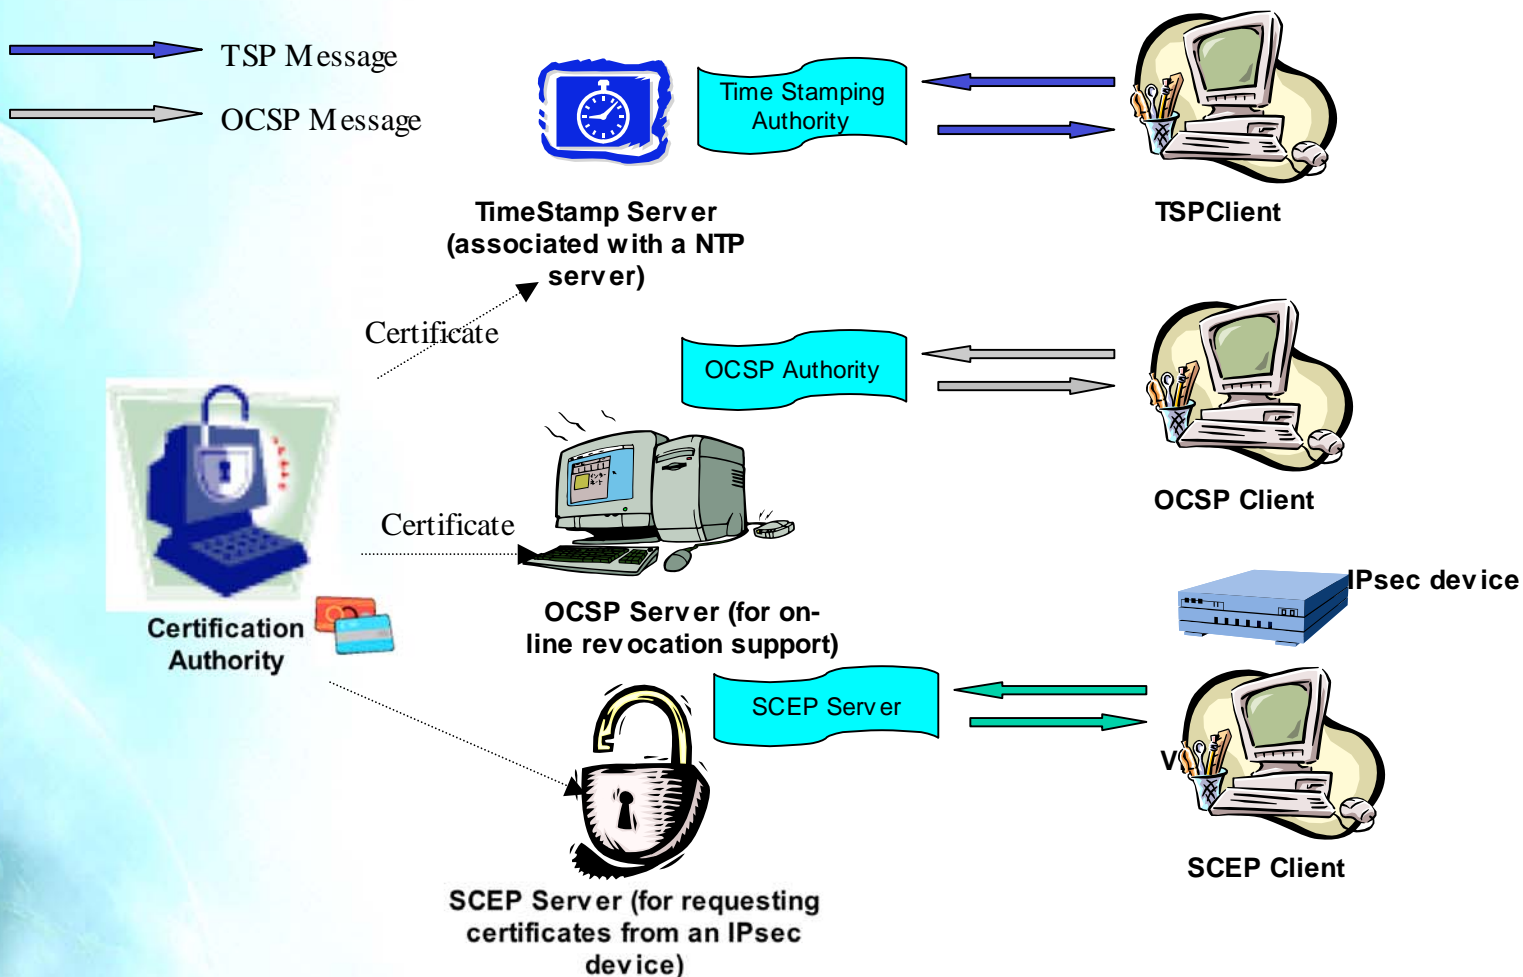 TSP Message
OCSP Message
Time Stamping
Authority
TimeStamp Server
(associated with a NTP
server)
TSPClient
Certificate
OCSP Authority
OCSP Client
Certificate
Certification
Authority
OCSP Server (for on-
line revocation support)
IPsec device
SCEP Server
V
SCEP Client
SCEP Server (for requesting
certificates from an IPsec
device)